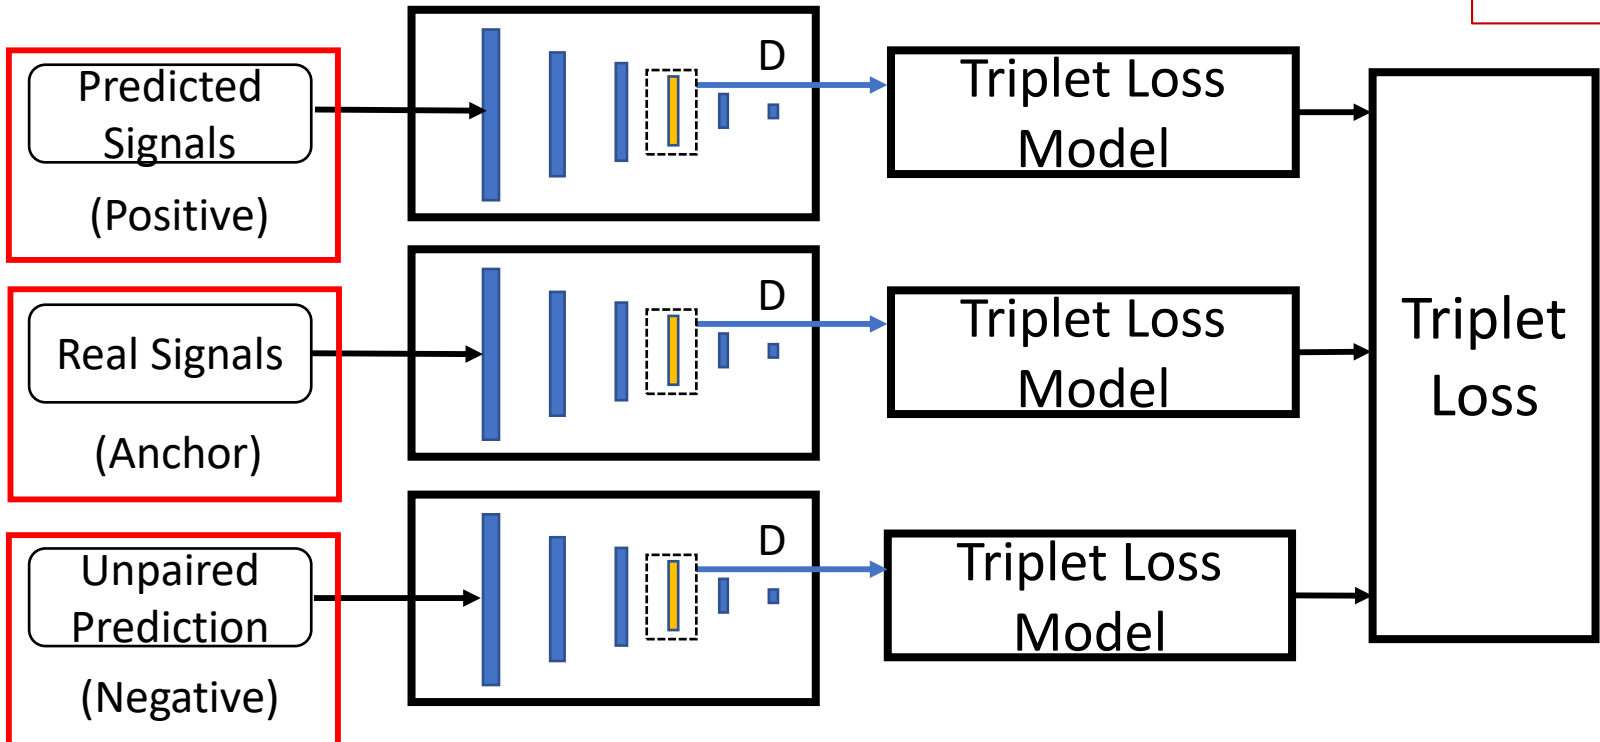 Predicted
Signals
(Positive)
D
Triplet Loss
Model
Real Signals
(Anchor)
D
Triplet Loss
Model
Unpaired
Prediction
(Negative)
D
Triplet Loss
Model
Triplet
Loss